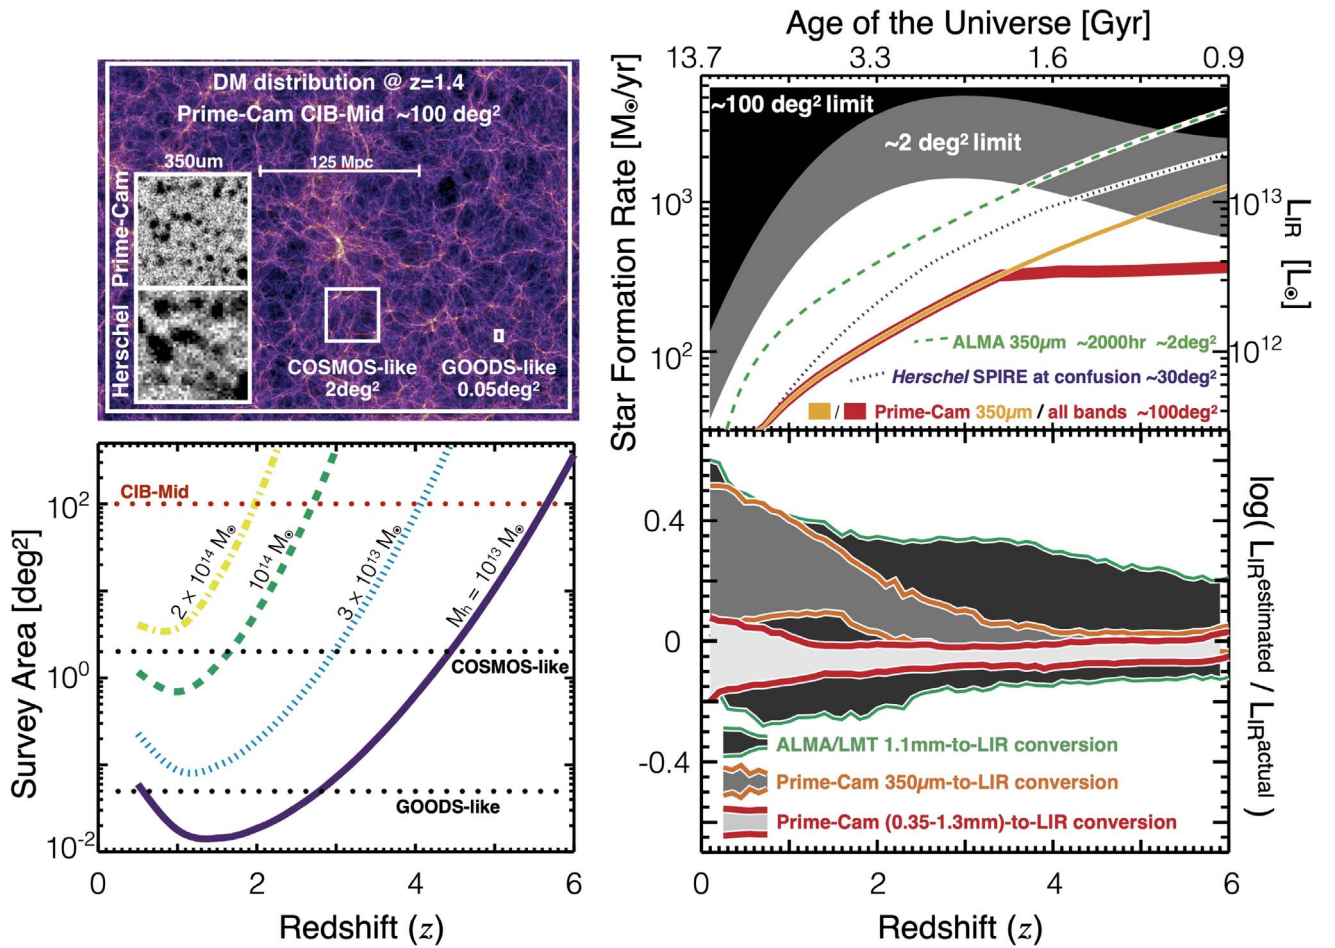 DM distribution @ z=1.4
Prime-Cam CIB-Mid ~100 deg²
350um
125 Mpc
Prime-Cam
Herschel
COSMOS-like
2deg²
GOODS-like
0.05deg²
Age of the Universe [Gyr]
13.7 3.3 1.6 0.9
Star Formation Rate [M⊙/yr]
10³
10²
~100 deg² limit
~2 deg² limit
10¹³
10¹²
L_IR [L⊙]
ALMA 350µm ~2000hr ~2deg²
Herschel SPIRE at confusion ~30deg²
/ Prime-Cam 350µm / all bands ~100deg²
Survey Area [deg²]
10²
10⁰
10⁻²
CIB-Mid
2 × 10¹⁴ M⊙
10¹⁴ M⊙
3 × 10¹³ M⊙
Mₕ = 10¹³ M⊙
COSMOS-like
GOODS-like
0 2 4 6
Redshift (z)
0.4
0
-0.4
log( L_IR^estimated / L_IR^actual )
ALMA/LMT 1.1mm-to-LIR conversion
Prime-Cam 350µm-to-LIR conversion
Prime-Cam (0.35-1.3mm)-to-LIR conversion
0 2 4 6
Redshift (z)